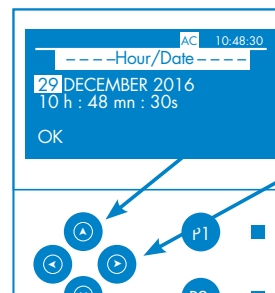 AC 10:48:30
– – – –Hour/Date– – – –
29 DECEMBER 2016
10 h : 48 mn : 30s
OK
P1